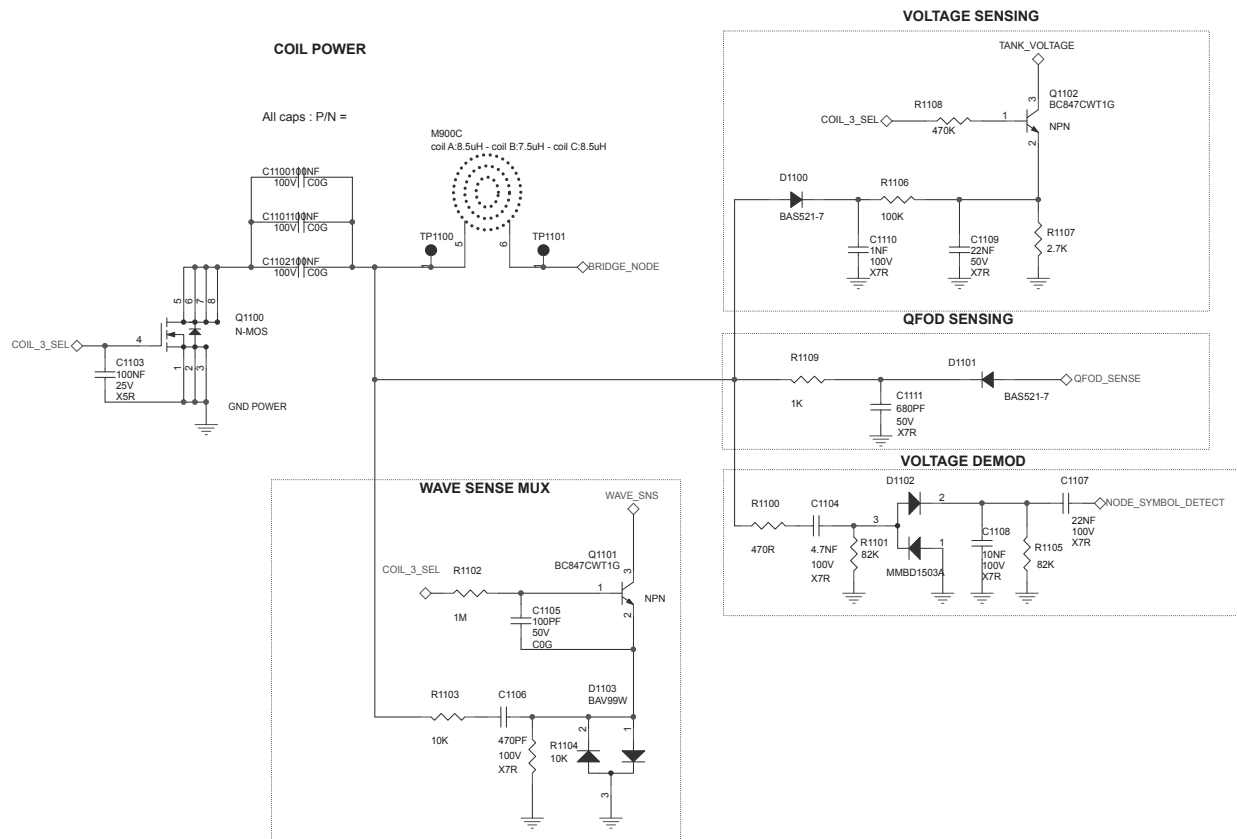 COIL POWER
All caps : P/N =
C1100100NF
100V C0G
C1101100NF
100V C0G
C1102100NF
100V C0G
M900C
coil A:8.5uH - coil B:7.5uH - coil C:8.5uH
TP1100
5
6
TP1101
BRIDGE_NODE
5
6
7
8
Q1100
N-MOS
COIL_3_SEL
4
C1103
100NF
25V
X5R
1
2
3
GND POWER
VOLTAGE SENSING
TANK_VOLTAGE
3
Q1102
BC847CWT1G
R1108
COIL_3_SEL
470K
1
NPN
2
D1100
BAS521-7
R1106
100K
C1110
1NF
100V
X7R
C1109
22NF
50V
X7R
R1107
2.7K
QFOD SENSING
R1109
1K
D1101
BAS521-7
QFOD_SENSE
C1111
680PF
50V
X7R
VOLTAGE DEMOD
R1100
470R
C1104
4.7NF
100V
X7R
R1101
82K
D1102
3
2
1
MMBD1503A
C1108
10NF
100V
X7R
R1105
82K
C1107
22NF
100V
X7R
NODE_SYMBOL_DETECT
WAVE SENSE MUX
WAVE_SNS
Q1101
BC847CWT1G
3
COIL_3_SEL
R1102
1M
1
NPN
2
C1105
100PF
50V
C0G
R1103
10K
C1106
470PF
100V
X7R
D1103
BAV99W
2
1
R1104
10K
3